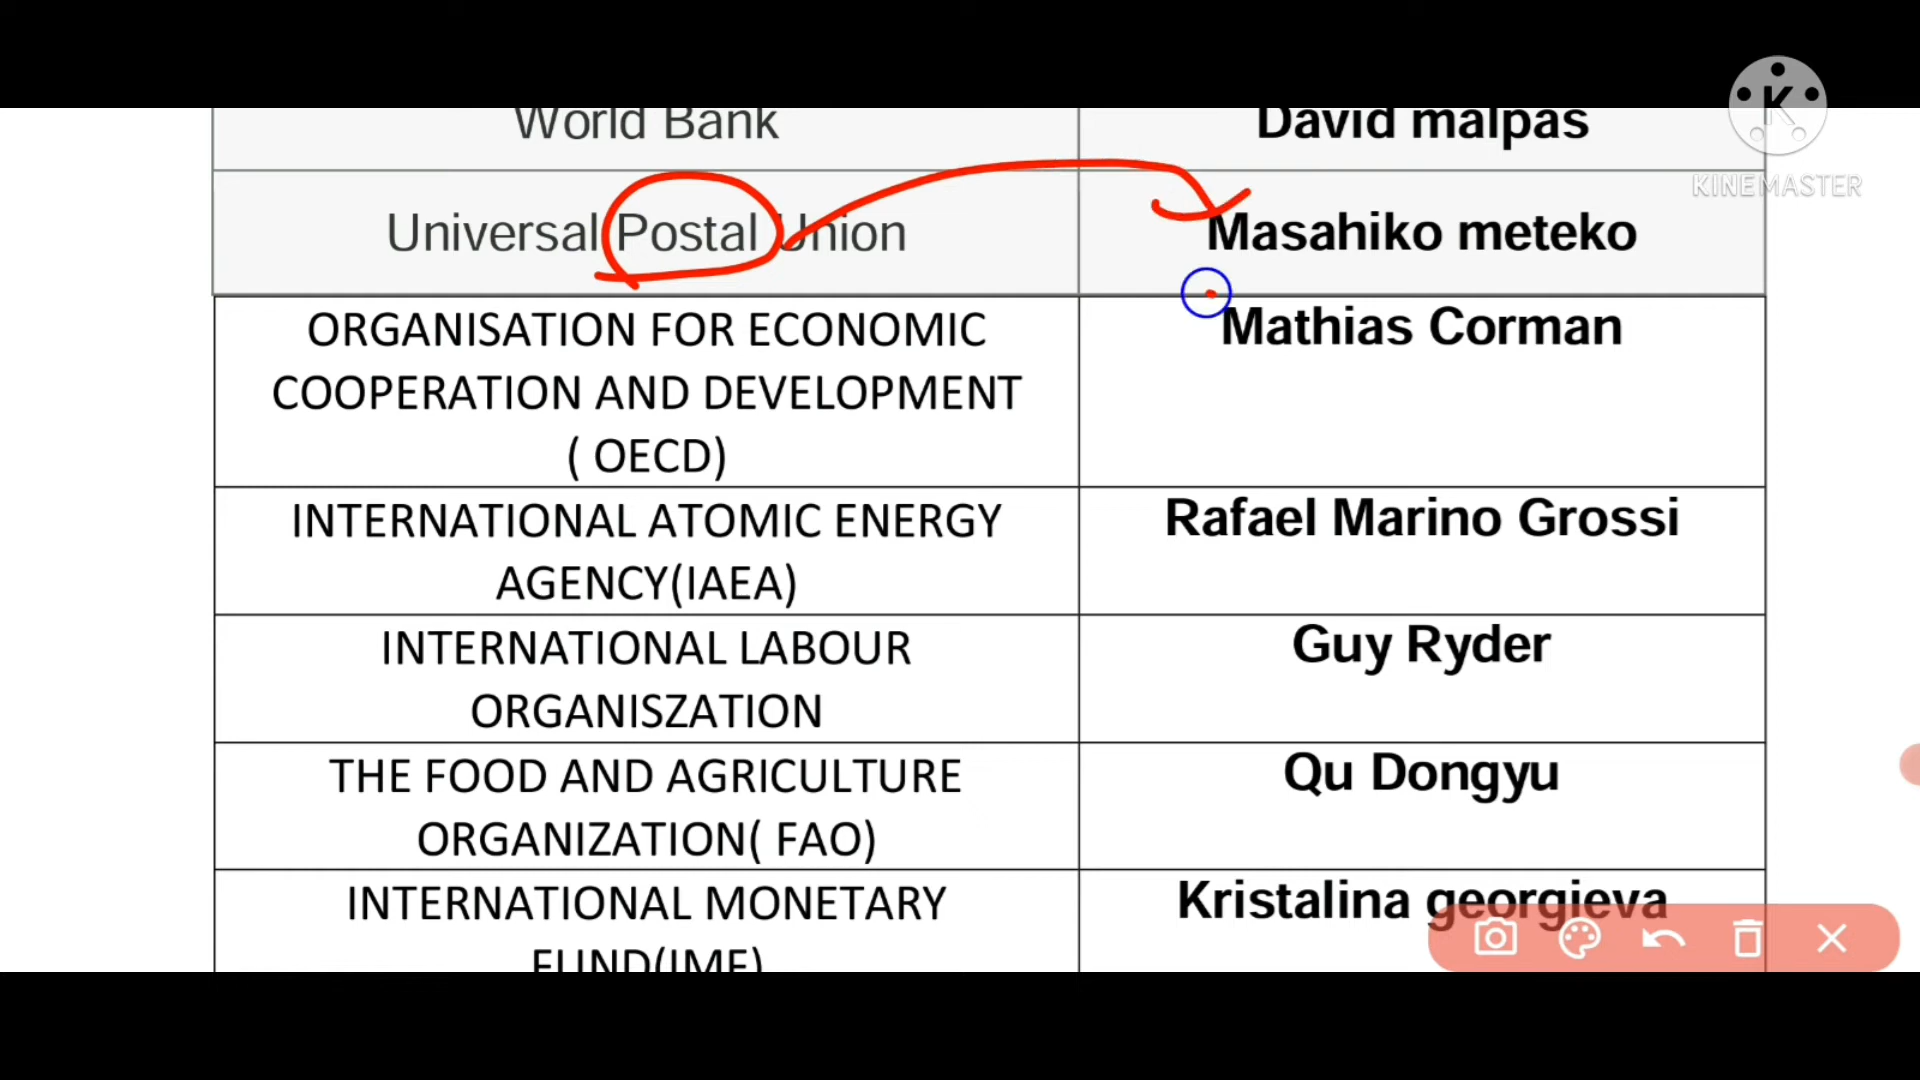 World Bank
David malpas
KINEMASTER
Universal Postal Union
Masahiko meteko
ORGANISATION FOR ECONOMIC
COOPERATION AND DEVELOPMENT
( OECD)
Mathias Corman
INTERNATIONAL ATOMIC ENERGY
AGENCY(IAEA)
Rafael Marino Grossi
INTERNATIONAL LABOUR
ORGANISZATION
Guy Ryder
THE FOOD AND AGRICULTURE
ORGANIZATION( FAO)
Qu Dongyu
INTERNATIONAL MONETARY
FUND(IMF)
Kristalina georgieva